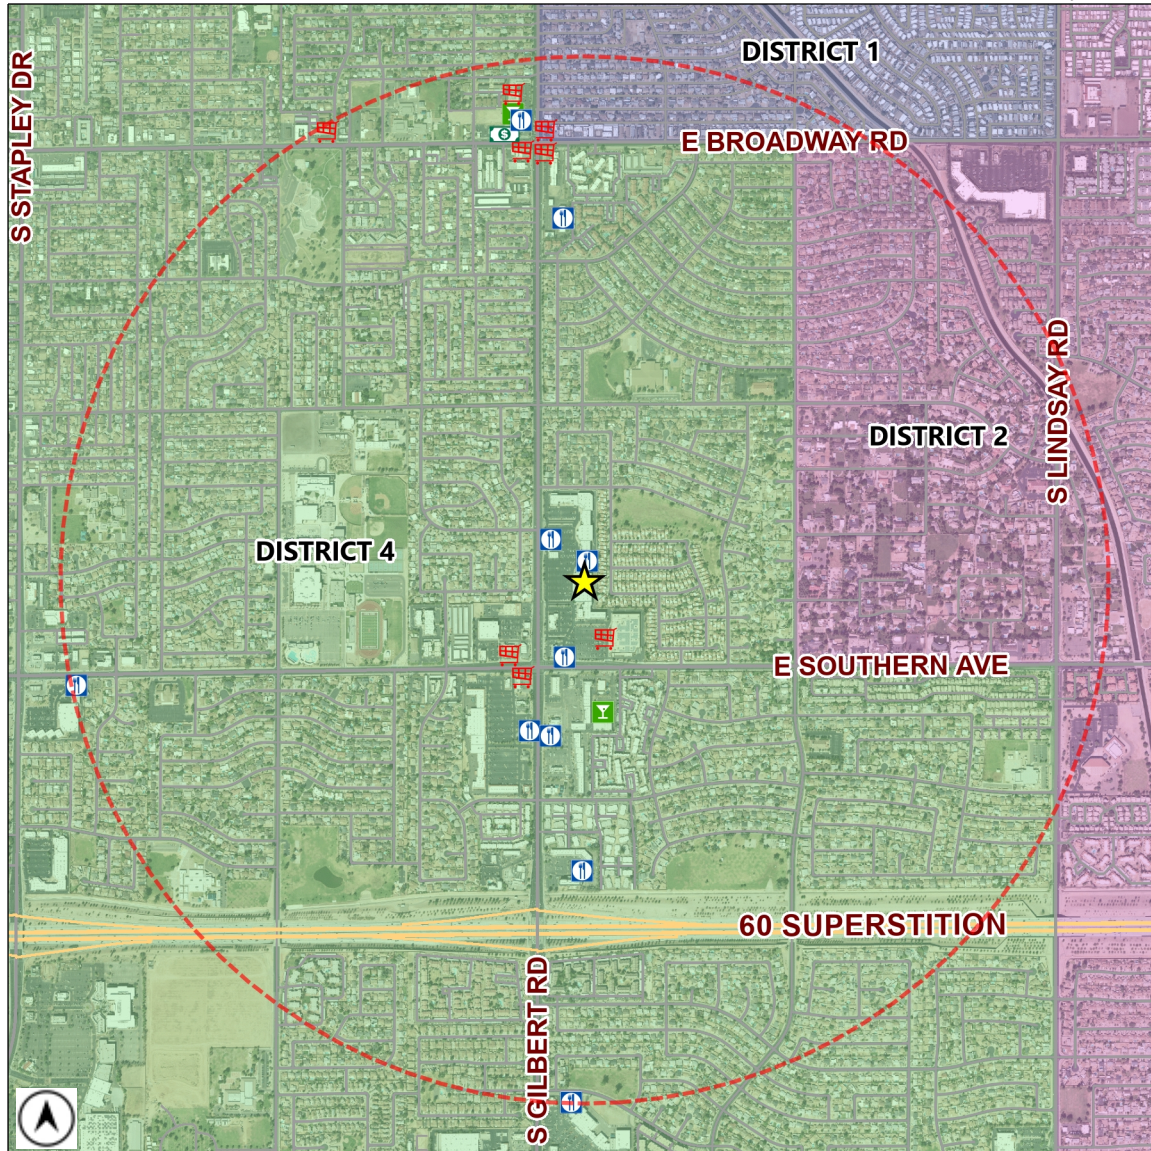 DISTRICT 1
S STAPLEY DR
E BROADWAY RD
S LINDSAY RD
DISTRICT 2
DISTRICT 4
E SOUTHERN AVE
60 SUPERSTITION
S GILBERT RD
$